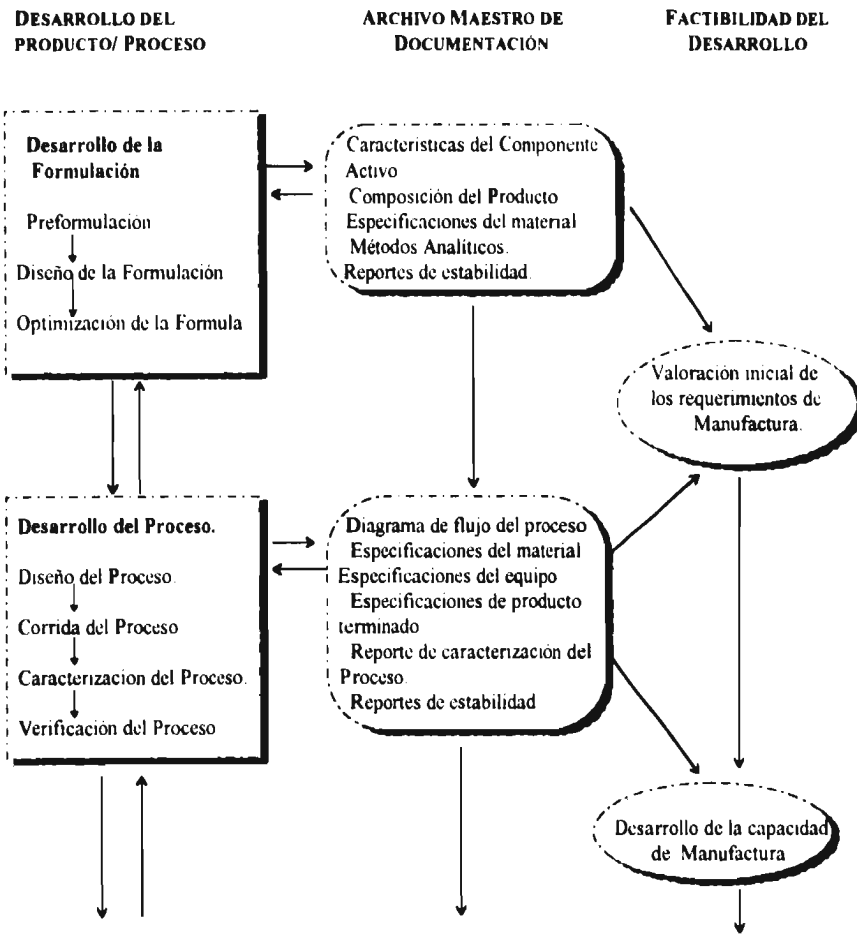 DESARROLLO DEL
PRODUCTO/ PROCESO
ARCHIVO MAESTRO DE
DOCUMENTACIÓN
FACTIBILIDAD DEL
DESARROLLO
Desarrollo de la
Formulación
Preformulación
Diseño de la Formulación
Optimización de la Formula
Características del Componente
Activo
Composición del Producto
Especificaciones del material
Métodos Analíticos.
Reportes de estabilidad.
Valoración inicial de
los requerimientos de
Manufactura.
Desarrollo del Proceso.
Diseño del Proceso.
Corrida del Proceso
Caracterizacion del Proceso.
Verificación del Proceso
Diagrama de flujo del proceso
Especificaciones del material
Especificaciones del equipo
Especificaciones de producto
terminado
Reporte de caracterización del
Proceso.
Reportes de estabilidad
Desarrollo de la capacidad
de Manufactura